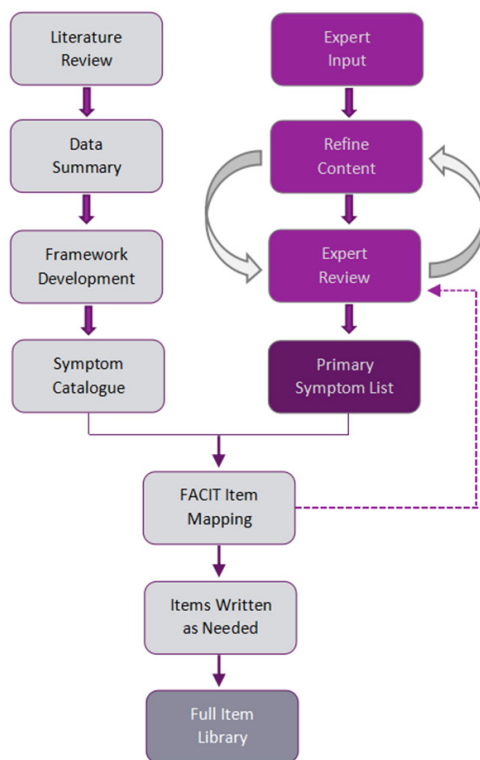 Literature
Review
Expert
Input
Data
Summary
Refine
Content
Framework
Development
Expert
Review
Symptom
Catalogue
Primary
Symptom List
FACIT Item
Mapping
Items Written
as Needed
Full Item
Library